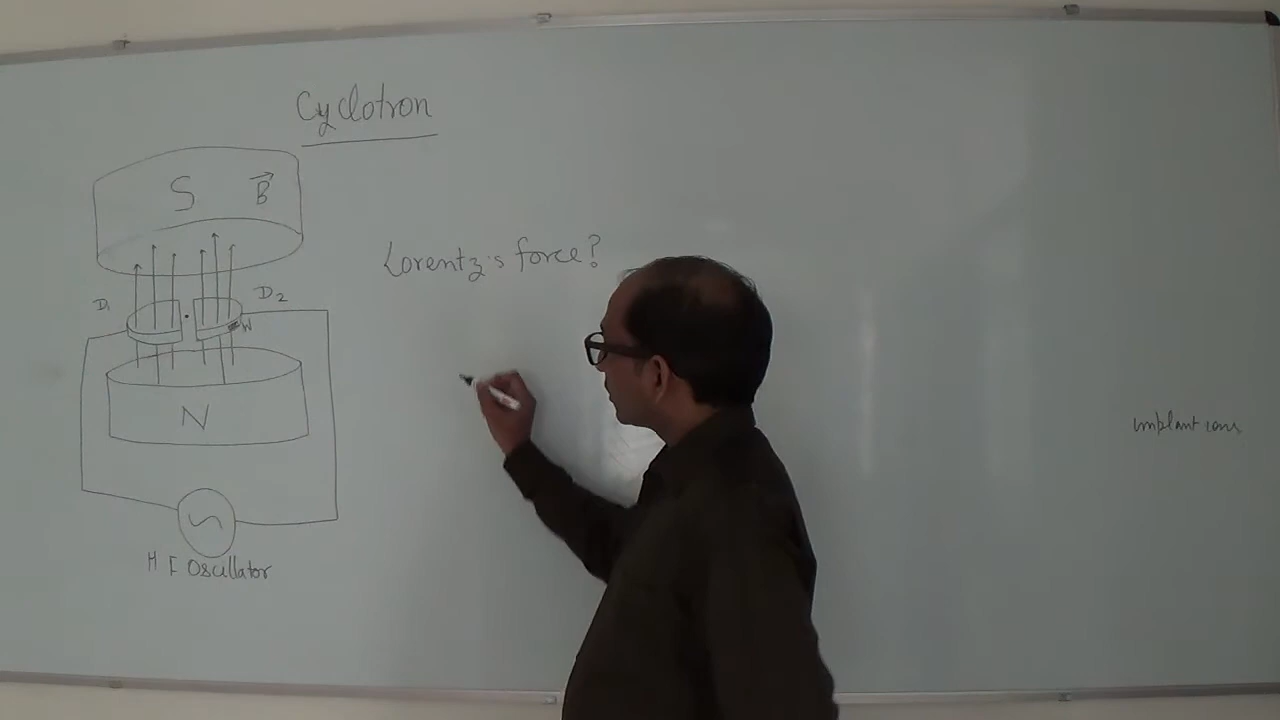 Cyclotron
S B
Lorentz's force?
D1 D2
W
N
H F Oscillator
implant ions